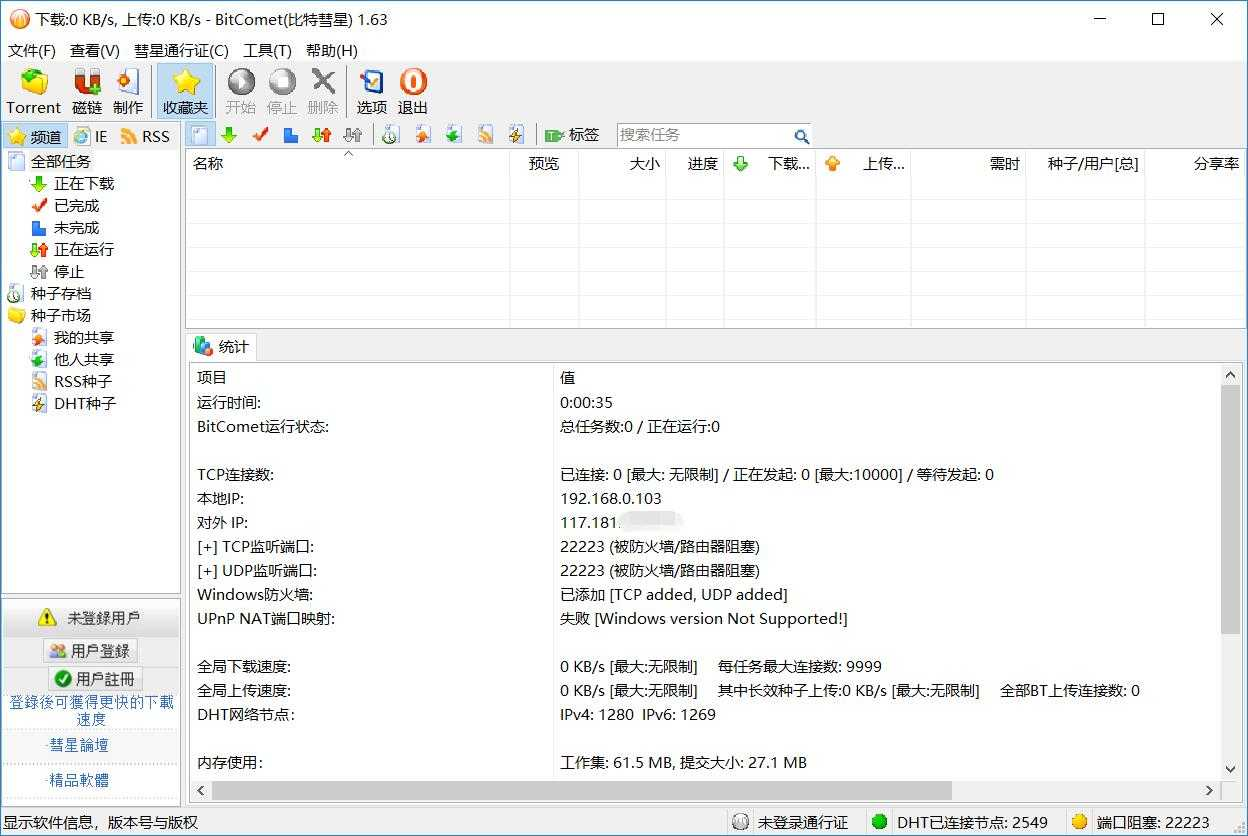 下载:0 KB/s, 上传:0 KB/s - BitComet(比特彗星) 1.63
文件(F) 查看(V) 彗星通行证(C) 工具(T) 帮助(H)
Torrent 磁链 制作 收藏夹 开始 停止 删除 选项 退出
频道 IE RSS 标签 搜索任务
名称 预览 大小 进度 下载... 上传... 需时 种子/用户[总] 分享率
全部任务
正在下载
已完成
未完成
正在运行
停止
种子存档
种子市场
我的共享
他人共享
RSS种子
DHT种子
统计
项目 值
运行时间: 0:00:35
BitComet运行状态: 总任务数:0 / 正在运行:0
TCP连接数: 已连接: 0 [最大: 无限制] / 正在发起: 0 [最大:10000] / 等待发起: 0
本地IP: 192.168.0.103
对外 IP: 117.181.
[+] TCP监听端口: 22223 (被防火墙/路由器阻塞)
[+] UDP监听端口: 22223 (被防火墙/路由器阻塞)
Windows防火墙: 已添加 [TCP added, UDP added]
UPnP NAT端口映射: 失败 [Windows version Not Supported!]
全局下载速度: 0 KB/s [最大:无限制] 每任务最大连接数: 9999
全局上传速度: 0 KB/s [最大:无限制] 其中长效种子上传:0 KB/s [最大:无限制] 全部BT上传连接数: 0
DHT网络节点: IPv4: 1280 IPv6: 1269
内存使用: 工作集: 61.5 MB, 提交大小: 27.1 MB
未登錄用戶
用戶登錄
用戶註冊
登錄後可獲得更快的下載
速度
·彗星論壇
·精品軟體
显示软件信息，版本号与版权 未登录通行证 DHT已连接节点: 2549 端口阻塞: 22223